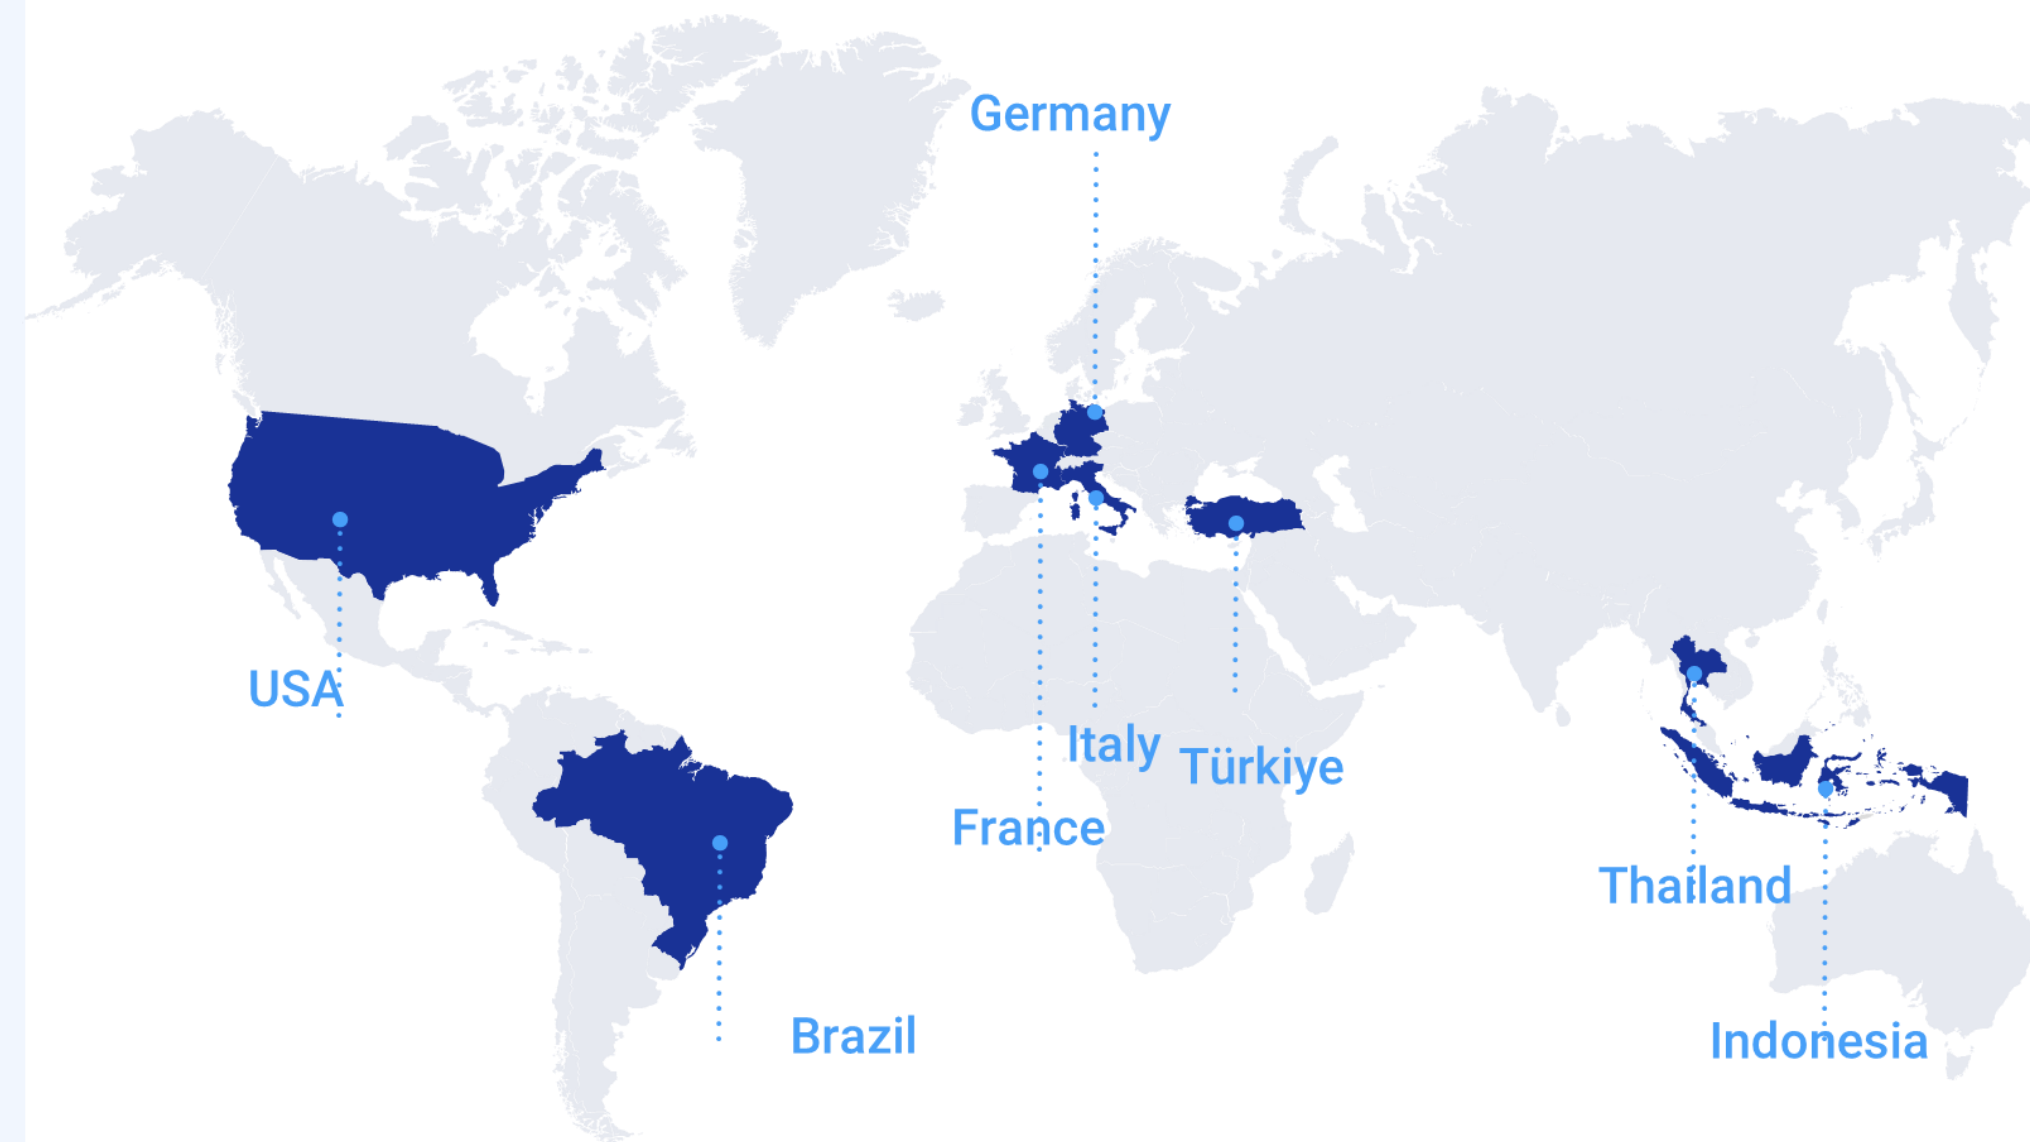 Germany
USA
Italy
Türkiye
France
Thailand
Brazil
Indonesia